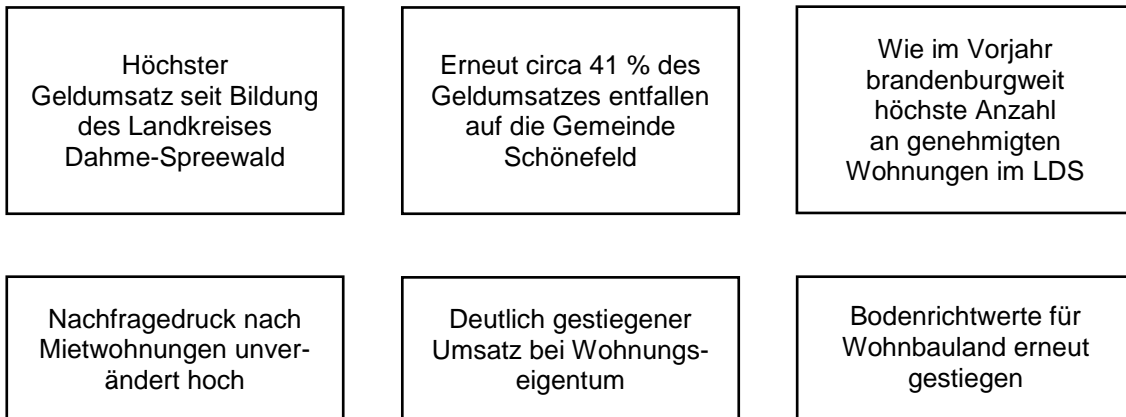 Höchster
Geldumsatz seit Bildung
des Landkreises
Dahme-Spreewald
Erneut circa 41 % des
Geldumsatzes entfallen
auf die Gemeinde
Schönefeld
Wie im Vorjahr
brandenburgweit
höchste Anzahl
an genehmigten
Wohnungen im LDS
Nachfragedruck nach
Mietwohnungen unver-
ändert hoch
Deutlich gestiegener
Umsatz bei Wohnungs-
eigentum
Bodenrichtwerte für
Wohnbauland erneut
gestiegen